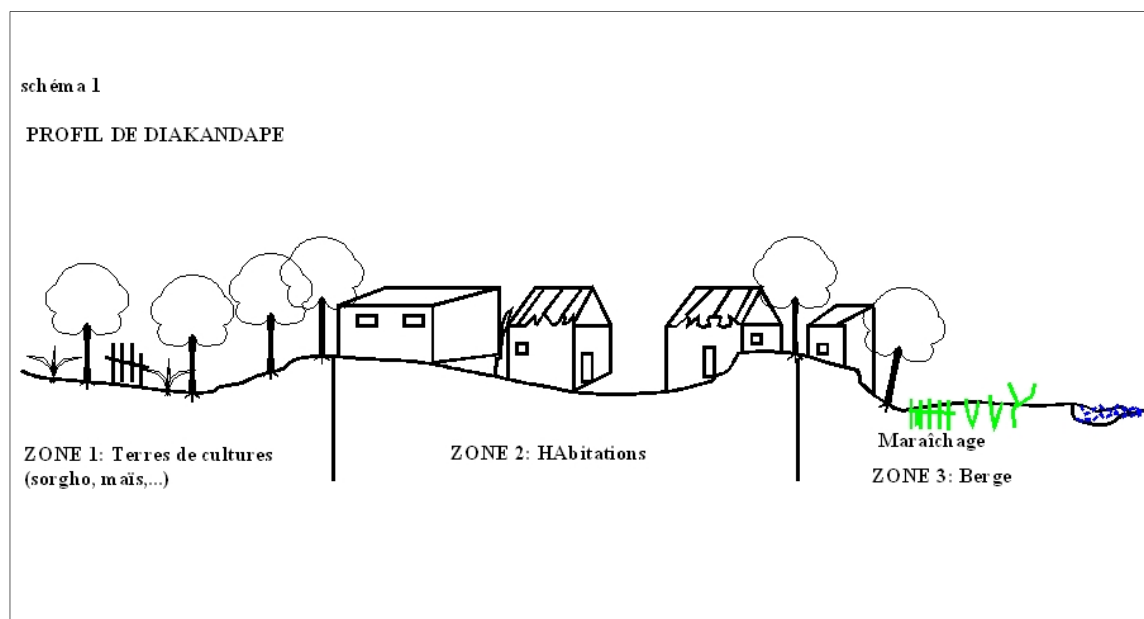 schéma 1
PROFIL DE DIAKANDAPE
ZONE 1: Terres de cultures
(sorgho, maïs,...)
ZONE 2: HAbitations
Maraîchage
ZONE 3: Berge